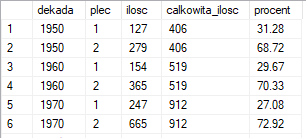 dekada plec ilosc calkowita_ilosc procent
1 1950 1 127 406 31.28
2 1950 2 279 406 68.72
3 1960 1 154 519 29.67
4 1960 2 365 519 70.33
5 1970 1 247 912 27.08
6 1970 2 665 912 72.92